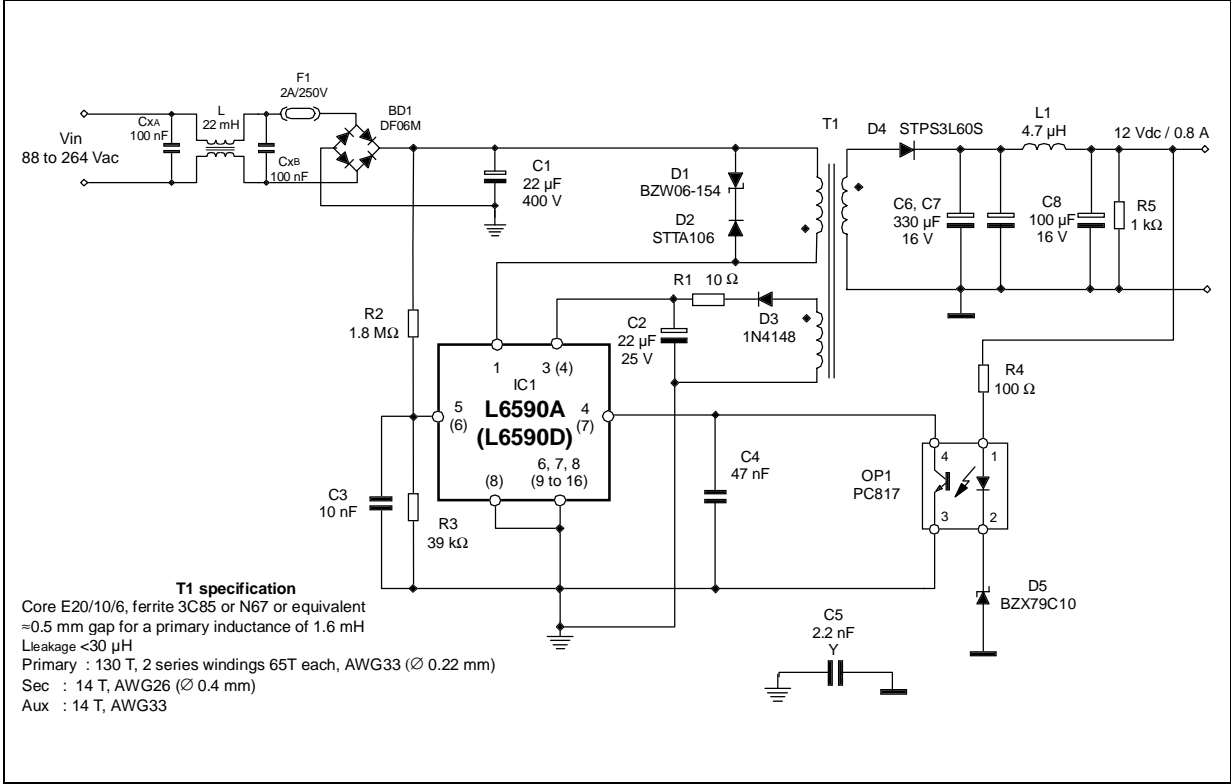 F1
2A/250V
BD1
DF06M
L
22 mH
CxA
100 nF
CxB
100 nF
Vin
88 to 264 Vac
C1
22 µF
400 V
D1
BZW06-154
D2
STTA106
T1
D4 STPS3L60S
L1
4.7 µH
12 Vdc / 0.8 A
C6, C7
330 µF
16 V
C8
100 µF
16 V
R5
1 kΩ
R1 10 Ω
D3
1N4148
C2
22 µF
25 V
R2
1.8 MΩ
1
3 (4)
IC1
L6590A
(L6590D)
5
(6)
4
(7)
6, 7, 8
(9 to 16)
(8)
C3
10 nF
R3
39 kΩ
C4
47 nF
R4
100 Ω
OP1
PC817
4
1
3
2
D5
BZX79C10
C5
2.2 nF
Y
T1 specification
Core E20/10/6, ferrite 3C85 or N67 or equivalent
≈0.5 mm gap for a primary inductance of 1.6 mH
Lleakage <30 µH
Primary : 130 T, 2 series windings 65T each, AWG33 (∅ 0.22 mm)
Sec : 14 T, AWG26 (∅ 0.4 mm)
Aux : 14 T, AWG33